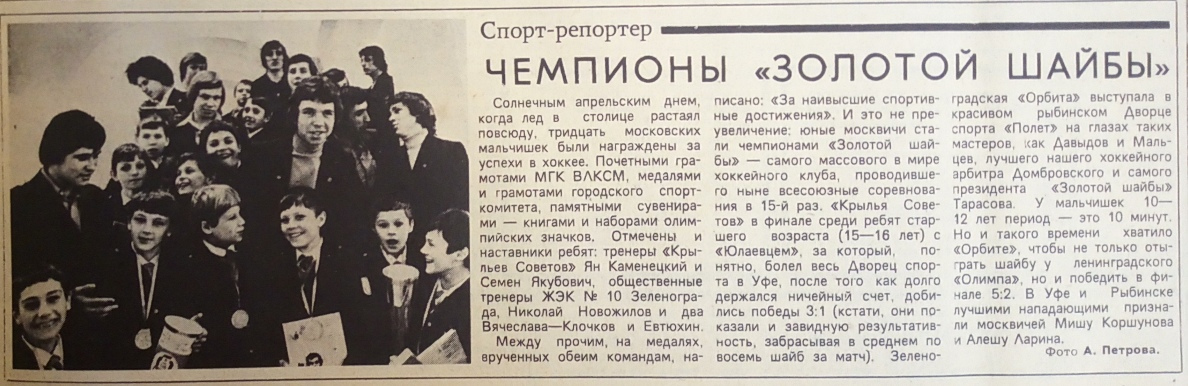 Спорт-репортер
ЧЕМПИОНЫ «ЗОЛОТОЙ ШАЙБЫ»
Солнечным апрельским днем,
когда лед в столице растаял
повсюду, тридцать московских
мальчишек были награждены за
успехи в хоккее. Почетными гра-
мотами МГК ВЛКСМ, медалями
и грамотами городского спорт-
комитета, памятными сувенира-
ми — книгами и наборами олим-
пийских значков. Отмечены и
наставники ребят: тренеры «Кры-
льев Советов» Ян Каменецкий и
Семен Якубович, общественные
тренеры ЖЭК № 10 Зеленогра-
да, Николай Новожилов и два
Вячеслава—Клочков и Евтюхин.
Между прочим, на медалях,
врученных обеим командам, на-
писано: «За наивысшие спортив-
ные достижения». И это не пре-
увеличение: юные москвичи ста-
ли чемпионами «Золотой шай-
бы» — самого массового в мире
хоккейного клуба, проводившего
го ныне всесоюзные соревнова-
ния в 15-й раз. «Крылья Сове-
тов» в финале среди ребят стар-
шего возраста (15—16 лет) с
«Юлаевцем», за который, по-
нятно, болел весь Дворец спор-
та в Уфе, после того как долго
держался ничейный счет, доби-
лись победы 3:1 (кстати, они по-
казали и завидную результатив-
ность, забрасывая в среднем по
восемь шайб за матч). Зелено-
градская «Орбита» выступала в
красивом рыбинском Дворце
спорта «Полет» на глазах таких
мастеров, как Давыдов и Маль-
цев, лучшего нашего хоккейного
арбитра Домбровского и самого
президента «Золотой шайбы»
Тарасова. У мальчишек 10—
12 лет период — это 10 минут.
Но и такого времени хватило
«Орбите», чтобы не только оты-
грать шайбу у ленинградского
«Олимпа», но и победить в фи-
нале 5:2. В Уфе и Рыбинске
лучшими нападающими призна-
ли москвичей Мишу Коршунова
и Алешу Ларина.
Фото А. Петрова.